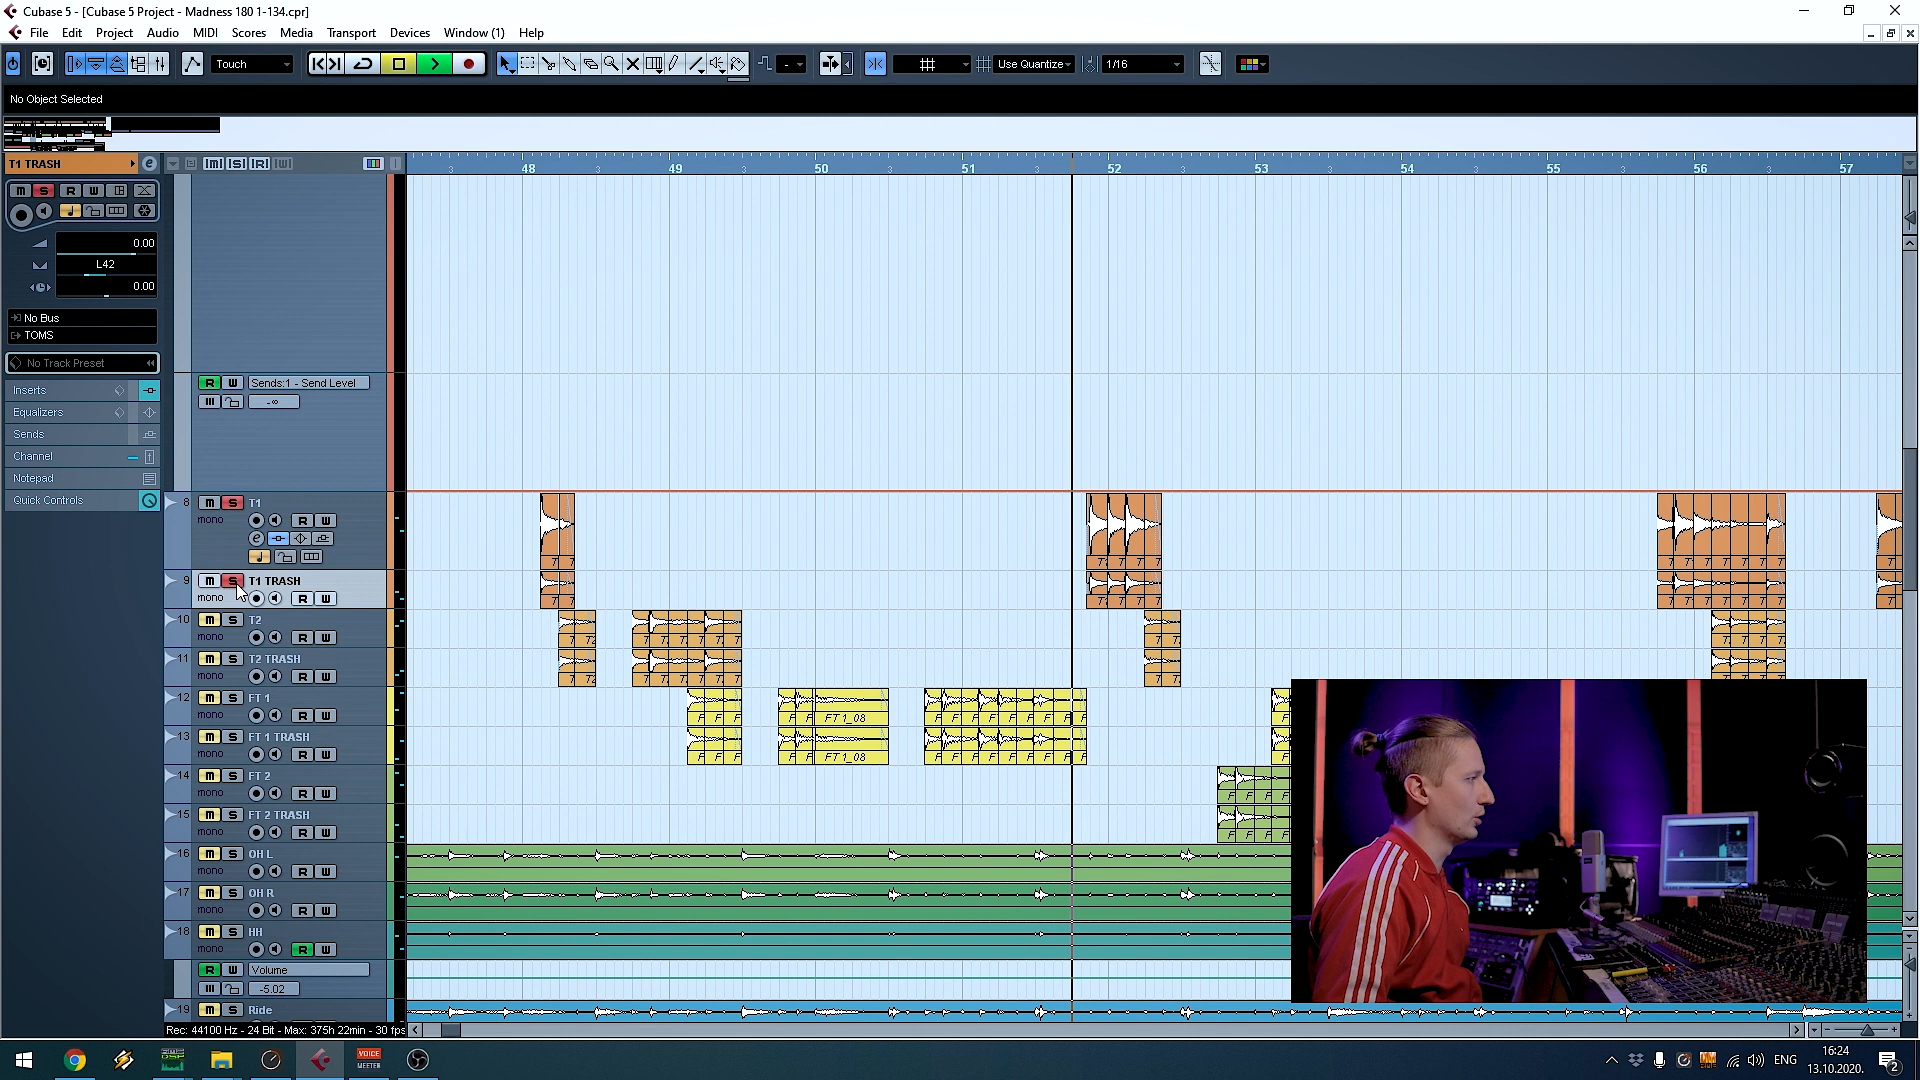 Cubase 5 - [Cubase 5 Project - Madness 180 1-134.cpr]
File Edit Project Audio MIDI Scores Media Transport Devices Window (1) Help
Touch
Use Quantize
1/16
No Object Selected
T1 TRASH
48 49 50 51 52 53 54 55 56 57
0.00
L42
0.00
No Bus
TOMS
No Track Preset
Inserts
Equalizers
Sends
Channel
Notepad
Quick Controls
R W Sends:1 - Send Level
-∞
8 m S T1
mono
R W
9 m S T1 TRASH
mono R W
10 m S T2
mono R W
11 m S T2 TRASH
mono R W
12 m S FT 1
mono R W
FT 1_08
13 m S FT 1 TRASH
mono R W
FT 1_08
14 m S FT 2
mono R W
15 m S FT 2 TRASH
mono R W
16 m S OH L
mono R W
17 m S OH R
mono R W
18 m S HH
mono R W
R W Volume
-5.02
19 m S Ride
Rec: 44100 Hz - 24 Bit - Max: 375h 22min - 30 fps
VOICE
MEETER
ENG
16:24
13.10.2020.
2